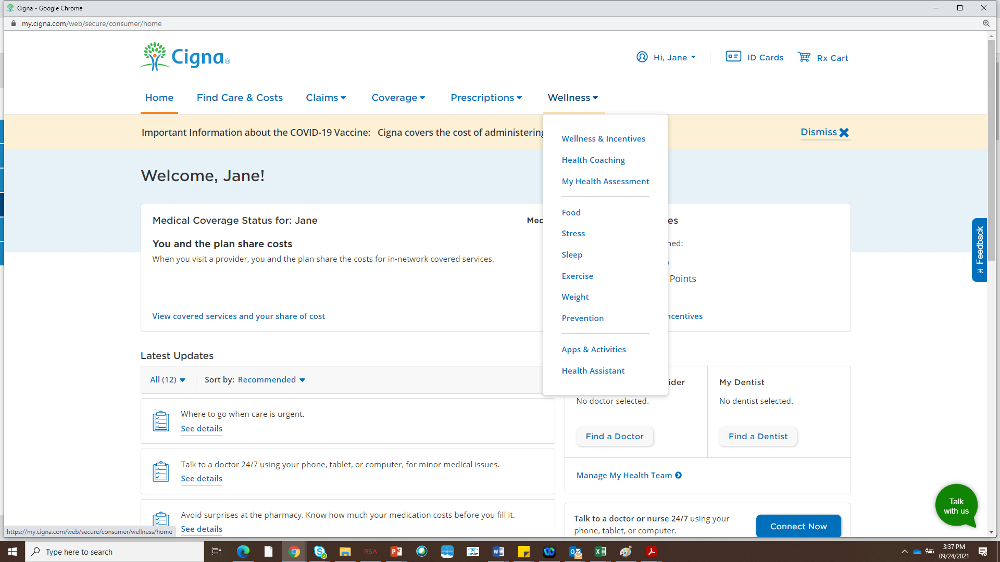 Cigna - Google Chrome
my.cigna.com/web/secure/consumer/home
Cigna®
Hi, Jane
ID Cards
Rx Cart
Home
Find Care & Costs
Claims
Coverage
Prescriptions
Wellness
Important Information about the COVID-19 Vaccine: Cigna covers the cost of administering
Dismiss
Wellness & Incentives
Health Coaching
My Health Assessment
Food
Stress
Sleep
Exercise
Weight
Prevention
Apps & Activities
Health Assistant
Welcome, Jane!
Medical Coverage Status for: Jane
You and the plan share costs
When you visit a provider, you and the plan share the costs for in-network covered services.
View covered services and your share of cost
Points
Feedback
Latest Updates
All (12)
Sort by: Recommended
Where to go when care is urgent.
See details
Talk to a doctor 24/7 using your phone, tablet, or computer, for minor medical issues.
See details
Avoid surprises at the pharmacy. Know how much your medication costs before you fill it.
See details
No doctor selected.
Find a Doctor
My Dentist
No dentist selected.
Find a Dentist
Manage My Health Team
Talk to a doctor or nurse 24/7 using your
phone, tablet, or computer.
Connect Now
Talk
with us
https://my.cigna.com/web/secure/consumer/wellness/home
Type here to search
RSA
3:37 PM
09/24/2021